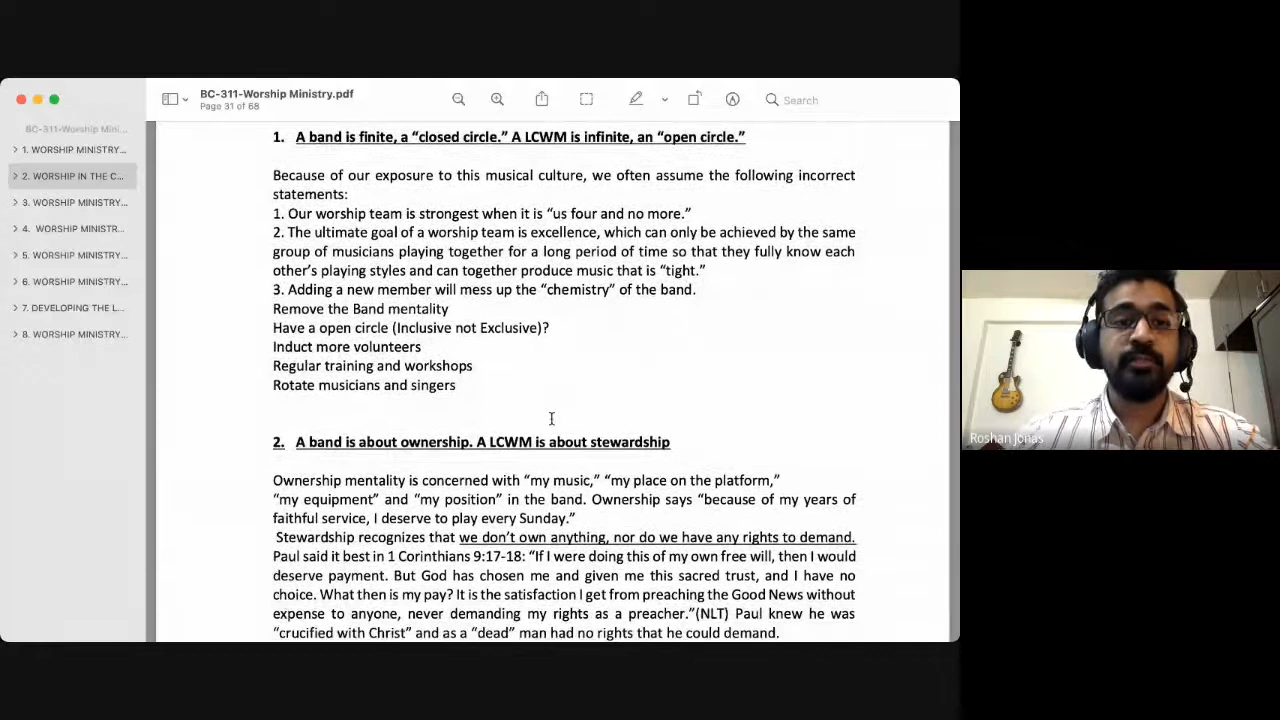 BC-311-Worship Ministry.pdf
Page 31 of 68
Search
BC-311-Worship Mini...
1. WORSHIP MINISTRY...
2. WORSHIP IN THE C...
3. WORSHIP MINISTRY...
4. WORSHIP MINISTR...
5. WORSHIP MINISTRY...
6. WORSHIP MINISTRY...
7. DEVELOPING THE L...
8. WORSHIP MINISTRY...
1. A band is finite, a “closed circle.” A LCWM is infinite, an “open circle.”
Because of our exposure to this musical culture, we often assume the following incorrect
statements:
1. Our worship team is strongest when it is “us four and no more.”
2. The ultimate goal of a worship team is excellence, which can only be achieved by the same
group of musicians playing together for a long period of time so that they fully know each
other’s playing styles and can together produce music that is “tight.”
3. Adding a new member will mess up the “chemistry” of the band.
Remove the Band mentality
Have a open circle (Inclusive not Exclusive)?
Induct more volunteers
Regular training and workshops
Rotate musicians and singers
2. A band is about ownership. A LCWM is about stewardship
Ownership mentality is concerned with “my music,” “my place on the platform,”
“my equipment” and “my position” in the band. Ownership says “because of my years of
faithful service, I deserve to play every Sunday.”
Stewardship recognizes that we don’t own anything, nor do we have any rights to demand.
Paul said it best in 1 Corinthians 9:17-18: “If I were doing this of my own free will, then I would
deserve payment. But God has chosen me and given me this sacred trust, and I have no
choice. What then is my pay? It is the satisfaction I get from preaching the Good News without
expense to anyone, never demanding my rights as a preacher.”(NLT) Paul knew he was
“crucified with Christ” and as a “dead” man had no rights that he could demand.
Roshan Jonas